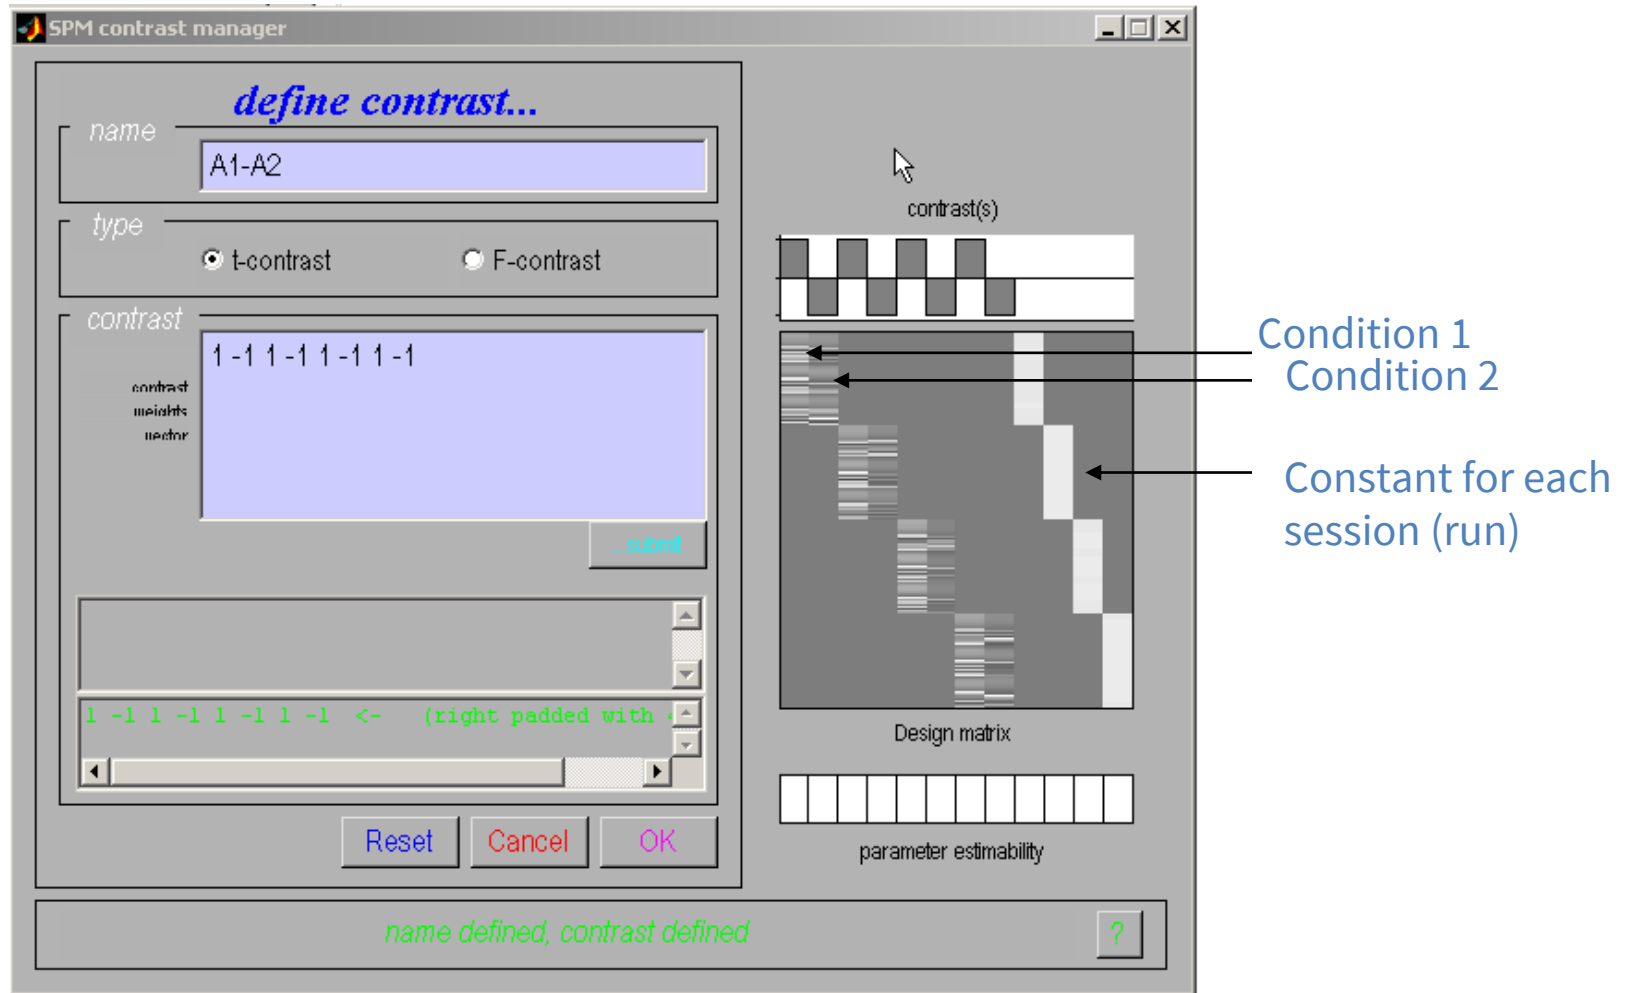 SPM contrast manager
define contrast...
name
A1-A2
type
t-contrast
F-contrast
contrast
1 -1 1 -1 1 -1 1 -1
contrast
weights
vector
...submit
1 -1 1 -1 1 -1 1 -1 <- (right padded with
Reset
Cancel
OK
name defined, contrast defined
?
contrast(s)
Design matrix
parameter estimability
Condition 1
Condition 2
Constant for each
session (run)